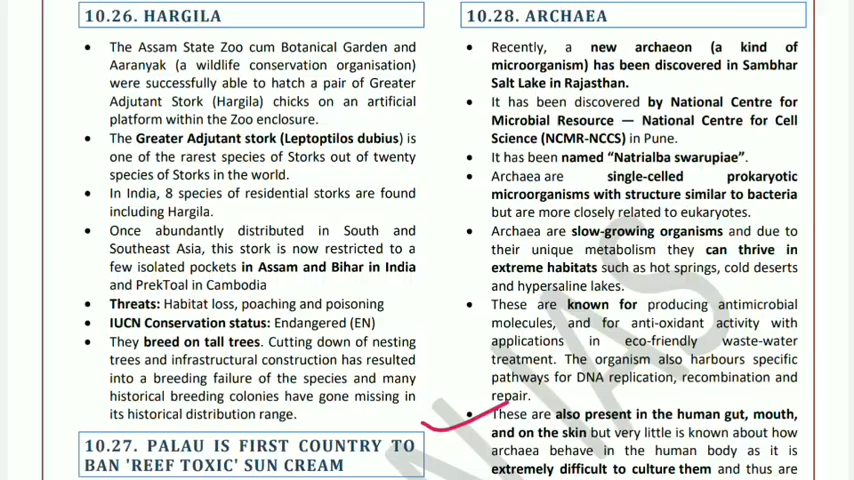 10.26. HARGILA
• The Assam State Zoo cum Botanical Garden and
Aaranyak (a wildlife conservation organisation)
were successfully able to hatch a pair of Greater
Adjutant Stork (Hargila) chicks on an artificial
platform within the Zoo enclosure.
• The Greater Adjutant stork (Leptoptilos dubius) is
one of the rarest species of Storks out of twenty
species of Storks in the world.
• In India, 8 species of residential storks are found
including Hargila.
• Once abundantly distributed in South and
Southeast Asia, this stork is now restricted to a
few isolated pockets in Assam and Bihar in India
and PrekToal in Cambodia
• Threats: Habitat loss, poaching and poisoning
• IUCN Conservation status: Endangered (EN)
• They breed on tall trees. Cutting down of nesting
trees and infrastructural construction has resulted
into a breeding failure of the species and many
historical breeding colonies have gone missing in
its historical distribution range.
10.27. PALAU IS FIRST COUNTRY TO
BAN 'REEF TOXIC' SUN CREAM
10.28. ARCHAEA
• Recently, a new archaeon (a kind of
microorganism) has been discovered in Sambhar
Salt Lake in Rajasthan.
• It has been discovered by National Centre for
Microbial Resource — National Centre for Cell
Science (NCMR-NCCS) in Pune.
• It has been named “Natrialba swarupiae”.
• Archaea are single-celled prokaryotic
microorganisms with structure similar to bacteria
but are more closely related to eukaryotes.
• Archaea are slow-growing organisms and due to
their unique metabolism they can thrive in
extreme habitats such as hot springs, cold deserts
and hypersaline lakes.
• These are known for producing antimicrobial
molecules, and for anti-oxidant activity with
applications in eco-friendly waste-water
treatment. The organism also harbours specific
pathways for DNA replication, recombination and
repair.
• These are also present in the human gut, mouth,
and on the skin but very little is known about how
archaea behave in the human body as it is
extremely difficult to culture them and thus are
IAS